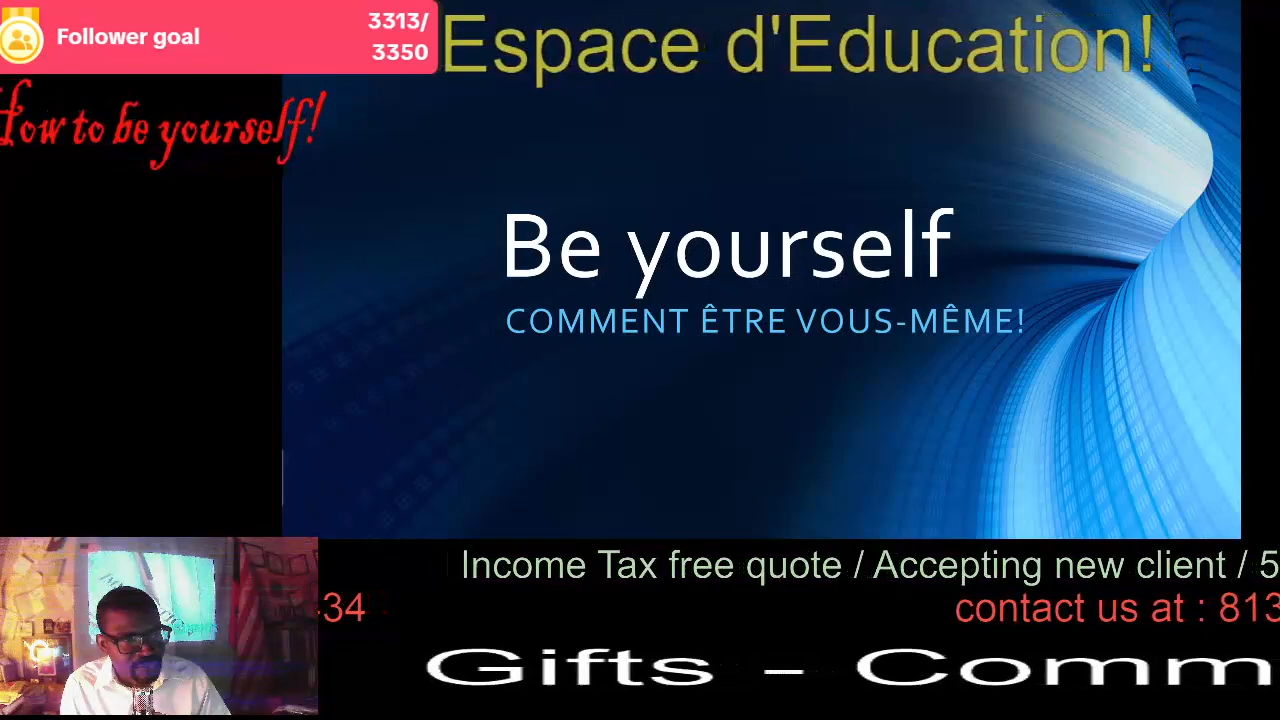 Follower goal
3313/
3350
Espace d'Education!
How to be yourself!
Be yourself
COMMENT ÊTRE VOUS-MÊME!
Income Tax free quote / Accepting new client / 5
34
contact us at : 813
Gifts - Comm